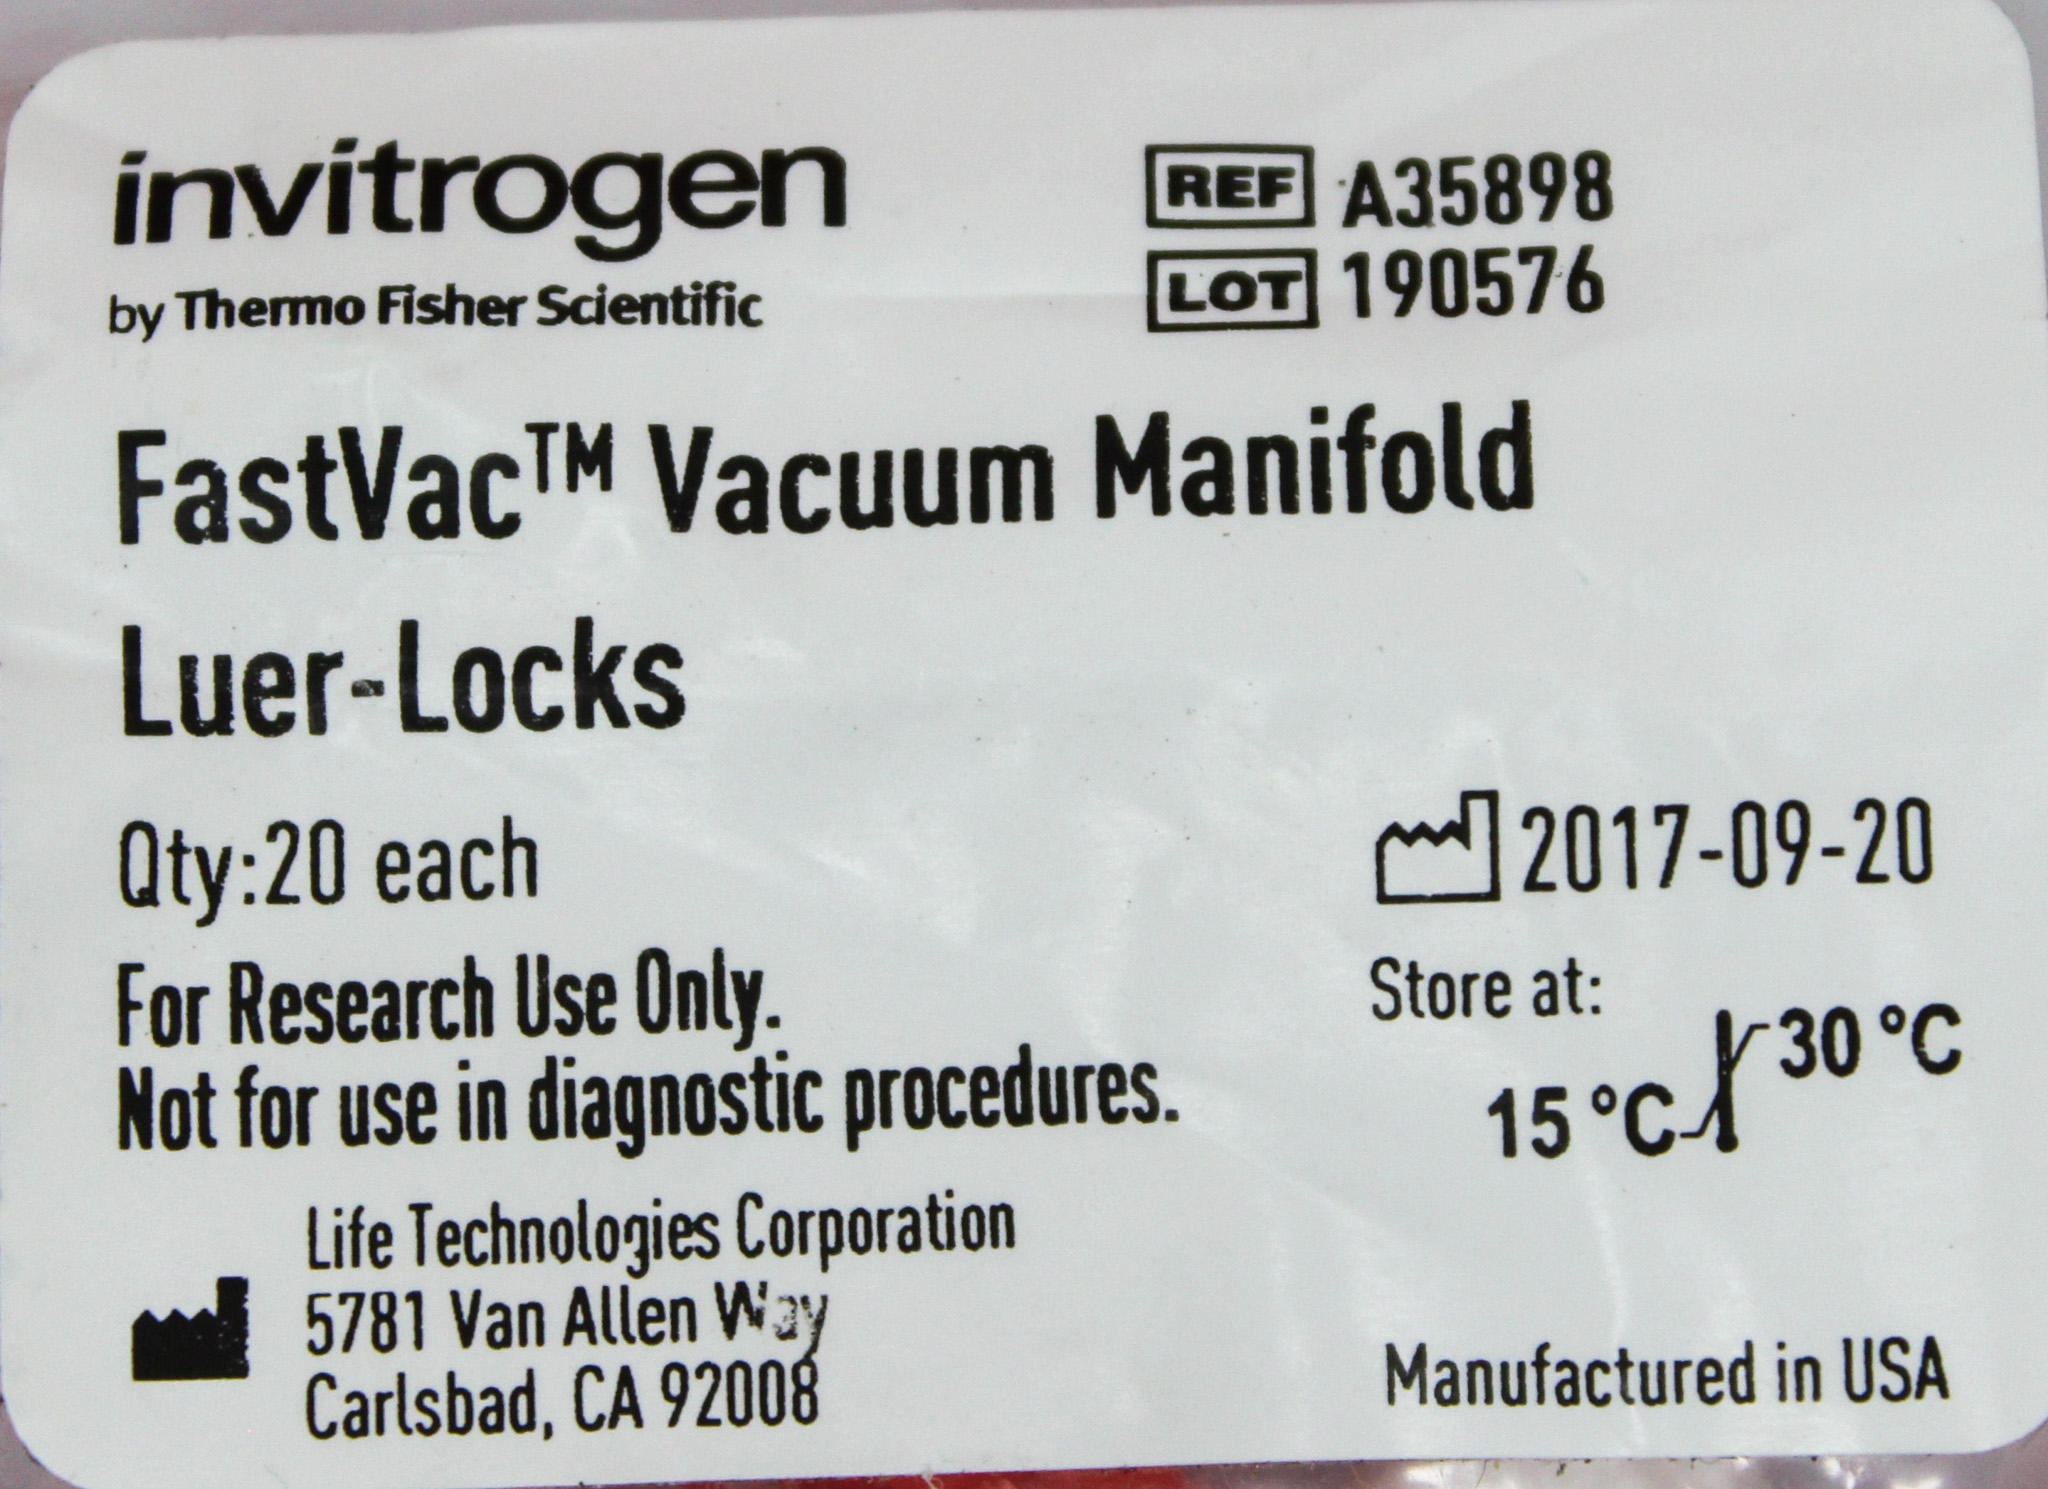 invitrogen
by Thermo Fisher Scientific
REF A35898
LOT 190576
FastVac™ Vacuum Manifold
Luer-Locks
Qty:20 each
2017-09-20
For Research Use Only.
Not for use in diagnostic procedures.
Store at:
30 °C
15 °C
Life Technologies Corporation
5781 Van Allen Way
Carlsbad, CA 92008
Manufactured in USA